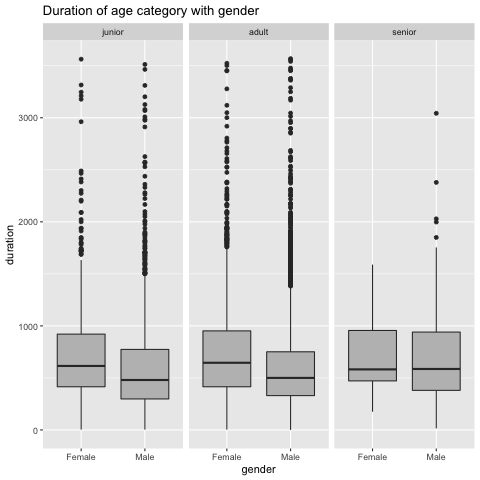 Duration of age category with gender
junior adult senior
3000
2000
1000
0
duration
Female Male Female Male Female Male
gender